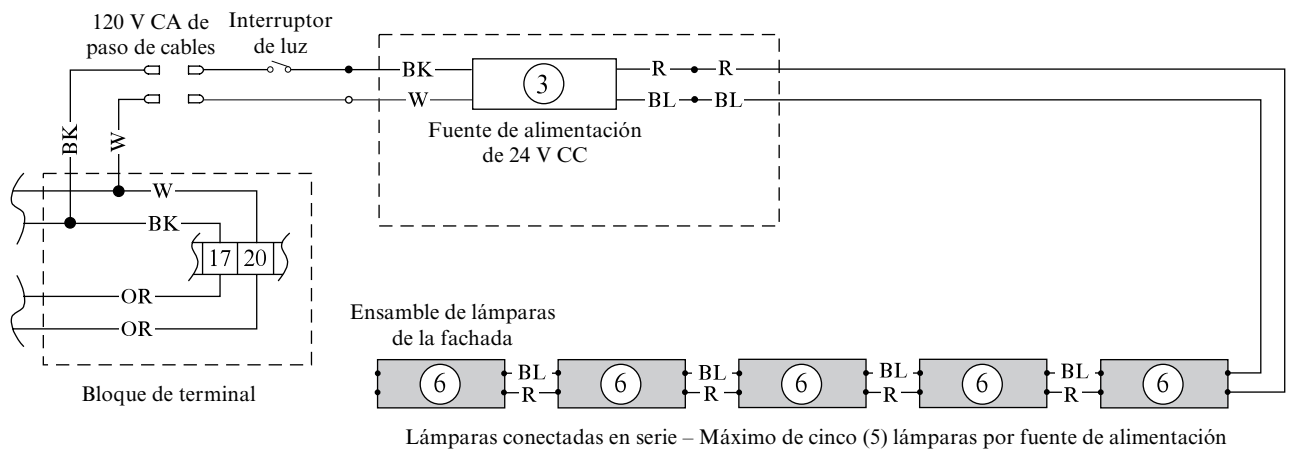 120 V CA de
paso de cables
Interruptor
de luz
BK
W
3
R
R
BL
BL
Fuente de alimentación
de 24 V CC
BK
W
W
BK
17
20
OR
OR
Bloque de terminal
Ensamble de lámparas
de la fachada
6
BL
R
6
BL
R
6
BL
R
6
BL
R
6
Lámparas conectadas en serie – Máximo de cinco (5) lámparas por fuente de alimentación